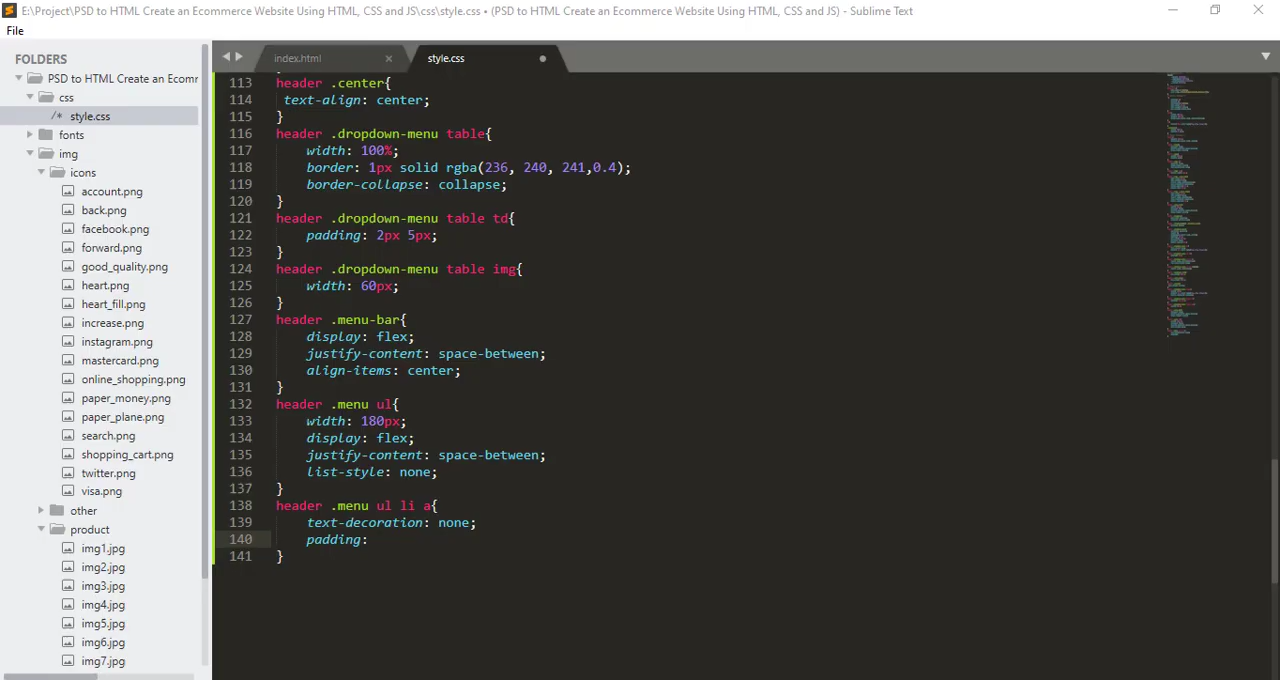 E:\Project\PSD to HTML Create an Ecommerce Website Using HTML, CSS and JS\css\style.css • (PSD to HTML Create an Ecommerce Website Using HTML, CSS and JS) - Sublime Text
File
FOLDERS
PSD to HTML Create an Ecomr
css
/* style.css
fonts
img
icons
account.png
back.png
facebook.png
forward.png
good_quality.png
heart.png
heart_fill.png
increase.png
instagram.png
mastercard.png
online_shopping.png
paper_money.png
paper_plane.png
search.png
shopping_cart.png
twitter.png
visa.png
other
product
img1.jpg
img2.jpg
img3.jpg
img4.jpg
img5.jpg
img6.jpg
img7.jpg
index.html
style.css
113 header .center{
114 text-align: center;
115 }
116 header .dropdown-menu table{
117 width: 100%;
118 border: 1px solid rgba(236, 240, 241,0.4);
119 border-collapse: collapse;
120 }
121 header .dropdown-menu table td{
122 padding: 2px 5px;
123 }
124 header .dropdown-menu table img{
125 width: 60px;
126 }
127 header .menu-bar{
128 display: flex;
129 justify-content: space-between;
130 align-items: center;
131 }
132 header .menu ul{
133 width: 180px;
134 display: flex;
135 justify-content: space-between;
136 list-style: none;
137 }
138 header .menu ul li a{
139 text-decoration: none;
140 padding:
141 }